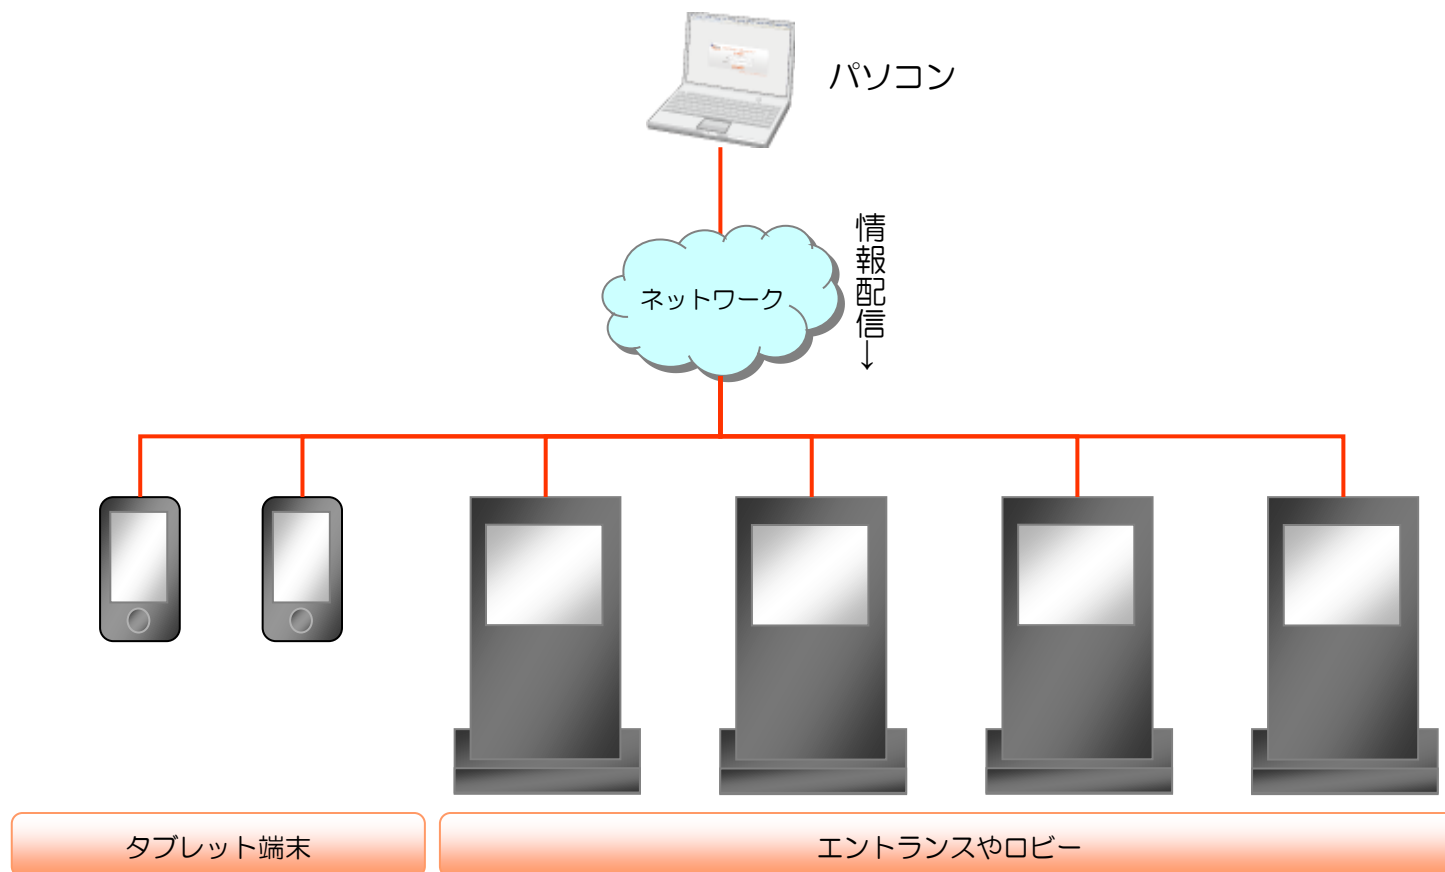 パソコン
情報配信↓
ネットワーク
タブレット端末
エントランスやロビー